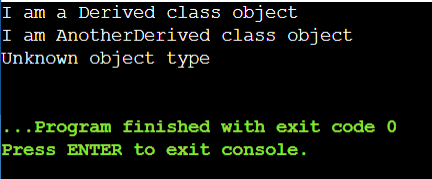 I am a Derived class object
I am AnotherDerived class object
Unknown object type
...Program finished with exit code 0
Press ENTER to exit console.